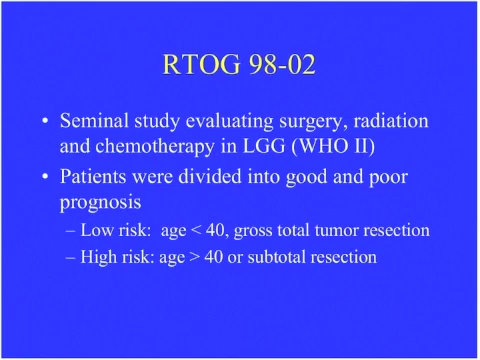 RTOG 98-02
• Seminal study evaluating surgery, radiation
and chemotherapy in LGG (WHO II)
• Patients were divided into good and poor
prognosis
– Low risk: age < 40, gross total tumor resection
– High risk: age > 40 or subtotal resection